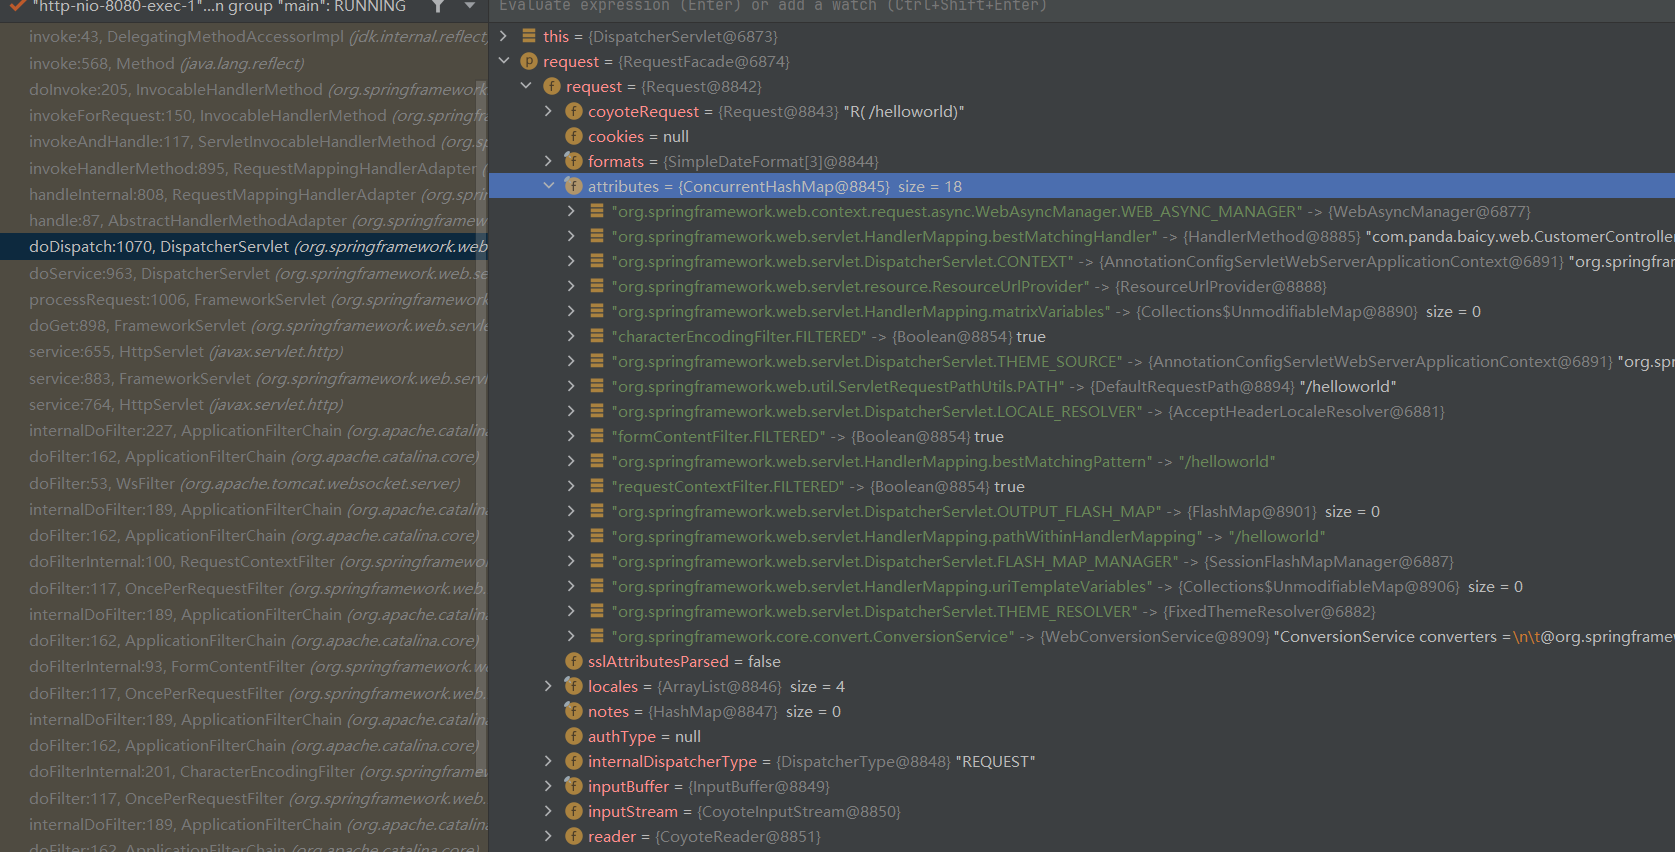 "http-nio-8080-exec-1"...n group "main": RUNNING
invoke:43, DelegatingMethodAccessorImpl (jdk.internal.reflect)
invoke:568, Method (java.lang.reflect)
doInvoke:205, InvocableHandlerMethod (org.springframework
invokeForRequest:150, InvocableHandlerMethod (org.springf
invokeAndHandle:117, ServletInvocableHandlerMethod (org.s
invokeHandlerMethod:895, RequestMappingHandlerAdapter (
handleInternal:808, RequestMappingHandlerAdapter (org.spri
handle:87, AbstractHandlerMethodAdapter (org.springframew
doDispatch:1070, DispatcherServlet (org.springframework.web
doService:963, DispatcherServlet (org.springframework.web.se
processRequest:1006, FrameworkServlet (org.springframework
doGet:898, FrameworkServlet (org.springframework.web.servle
service:655, HttpServlet (javax.servlet.http)
service:883, FrameworkServlet (org.springframework.web.servl
service:764, HttpServlet (javax.servlet.http)
internalDoFilter:227, ApplicationFilterChain (org.apache.catalina
doFilter:162, ApplicationFilterChain (org.apache.catalina.core)
doFilter:53, WsFilter (org.apache.tomcat.websocket.server)
internalDoFilter:189, ApplicationFilterChain (org.apache.catalina
doFilter:162, ApplicationFilterChain (org.apache.catalina.core)
doFilterInternal:100, RequestContextFilter (org.springframework
doFilter:117, OncePerRequestFilter (org.springframework.web.
internalDoFilter:189, ApplicationFilterChain (org.apache.catalina
doFilter:162, ApplicationFilterChain (org.apache.catalina.core)
doFilterInternal:93, FormContentFilter (org.springframework.w
doFilter:117, OncePerRequestFilter (org.springframework.web.
internalDoFilter:189, ApplicationFilterChain (org.apache.catalina
doFilter:162, ApplicationFilterChain (org.apache.catalina.core)
doFilterInternal:201, CharacterEncodingFilter (org.springframew
doFilter:117, OncePerRequestFilter (org.springframework.web.
internalDoFilter:189, ApplicationFilterChain (org.apache.catalina
doFilter:162, ApplicationFilterChain (org.apache.catalina.core)
Evaluate expression (Enter) or add a watch (Ctrl+Shift+Enter)
this = {DispatcherServlet@6873}
p request = {RequestFacade@6874}
f request = {Request@8842}
f coyoteRequest = {Request@8843} "R( /helloworld)"
f cookies = null
f formats = {SimpleDateFormat[3]@8844}
f attributes = {ConcurrentHashMap@8845} size = 18
"org.springframework.web.context.request.async.WebAsyncManager.WEB_ASYNC_MANAGER" -> {WebAsyncManager@6877}
"org.springframework.web.servlet.HandlerMapping.bestMatchingHandler" -> {HandlerMethod@8885} "com.panda.baicy.web.CustomerController
"org.springframework.web.servlet.DispatcherServlet.CONTEXT" -> {AnnotationConfigServletWebServerApplicationContext@6891} "org.springfram
"org.springframework.web.servlet.resource.ResourceUrlProvider" -> {ResourceUrlProvider@8888}
"org.springframework.web.servlet.HandlerMapping.matrixVariables" -> {Collections$UnmodifiableMap@8890} size = 0
"characterEncodingFilter.FILTERED" -> {Boolean@8854} true
"org.springframework.web.servlet.DispatcherServlet.THEME_SOURCE" -> {AnnotationConfigServletWebServerApplicationContext@6891} "org.sp
"org.springframework.web.util.ServletRequestPathUtils.PATH" -> {DefaultRequestPath@8894} "/helloworld"
"org.springframework.web.servlet.DispatcherServlet.LOCALE_RESOLVER" -> {AcceptHeaderLocaleResolver@6881}
"formContentFilter.FILTERED" -> {Boolean@8854} true
"org.springframework.web.servlet.HandlerMapping.bestMatchingPattern" -> "/helloworld"
"requestContextFilter.FILTERED" -> {Boolean@8854} true
"org.springframework.web.servlet.DispatcherServlet.OUTPUT_FLASH_MAP" -> {FlashMap@8901} size = 0
"org.springframework.web.servlet.HandlerMapping.pathWithinHandlerMapping" -> "/helloworld"
"org.springframework.web.servlet.DispatcherServlet.FLASH_MAP_MANAGER" -> {SessionFlashMapManager@6887}
"org.springframework.web.servlet.HandlerMapping.uriTemplateVariables" -> {Collections$UnmodifiableMap@8906} size = 0
"org.springframework.web.servlet.DispatcherServlet.THEME_RESOLVER" -> {FixedThemeResolver@6882}
"org.springframework.core.convert.ConversionService" -> {WebConversionService@8909} "ConversionService converters =\n\t@org.springframew
f sslAttributesParsed = false
f locales = {ArrayList@8846} size = 4
f notes = {HashMap@8847} size = 0
f authType = null
f internalDispatcherType = {DispatcherType@8848} "REQUEST"
f inputBuffer = {InputBuffer@8849}
f inputStream = {CoyoteInputStream@8850}
f reader = {CoyoteReader@8851}